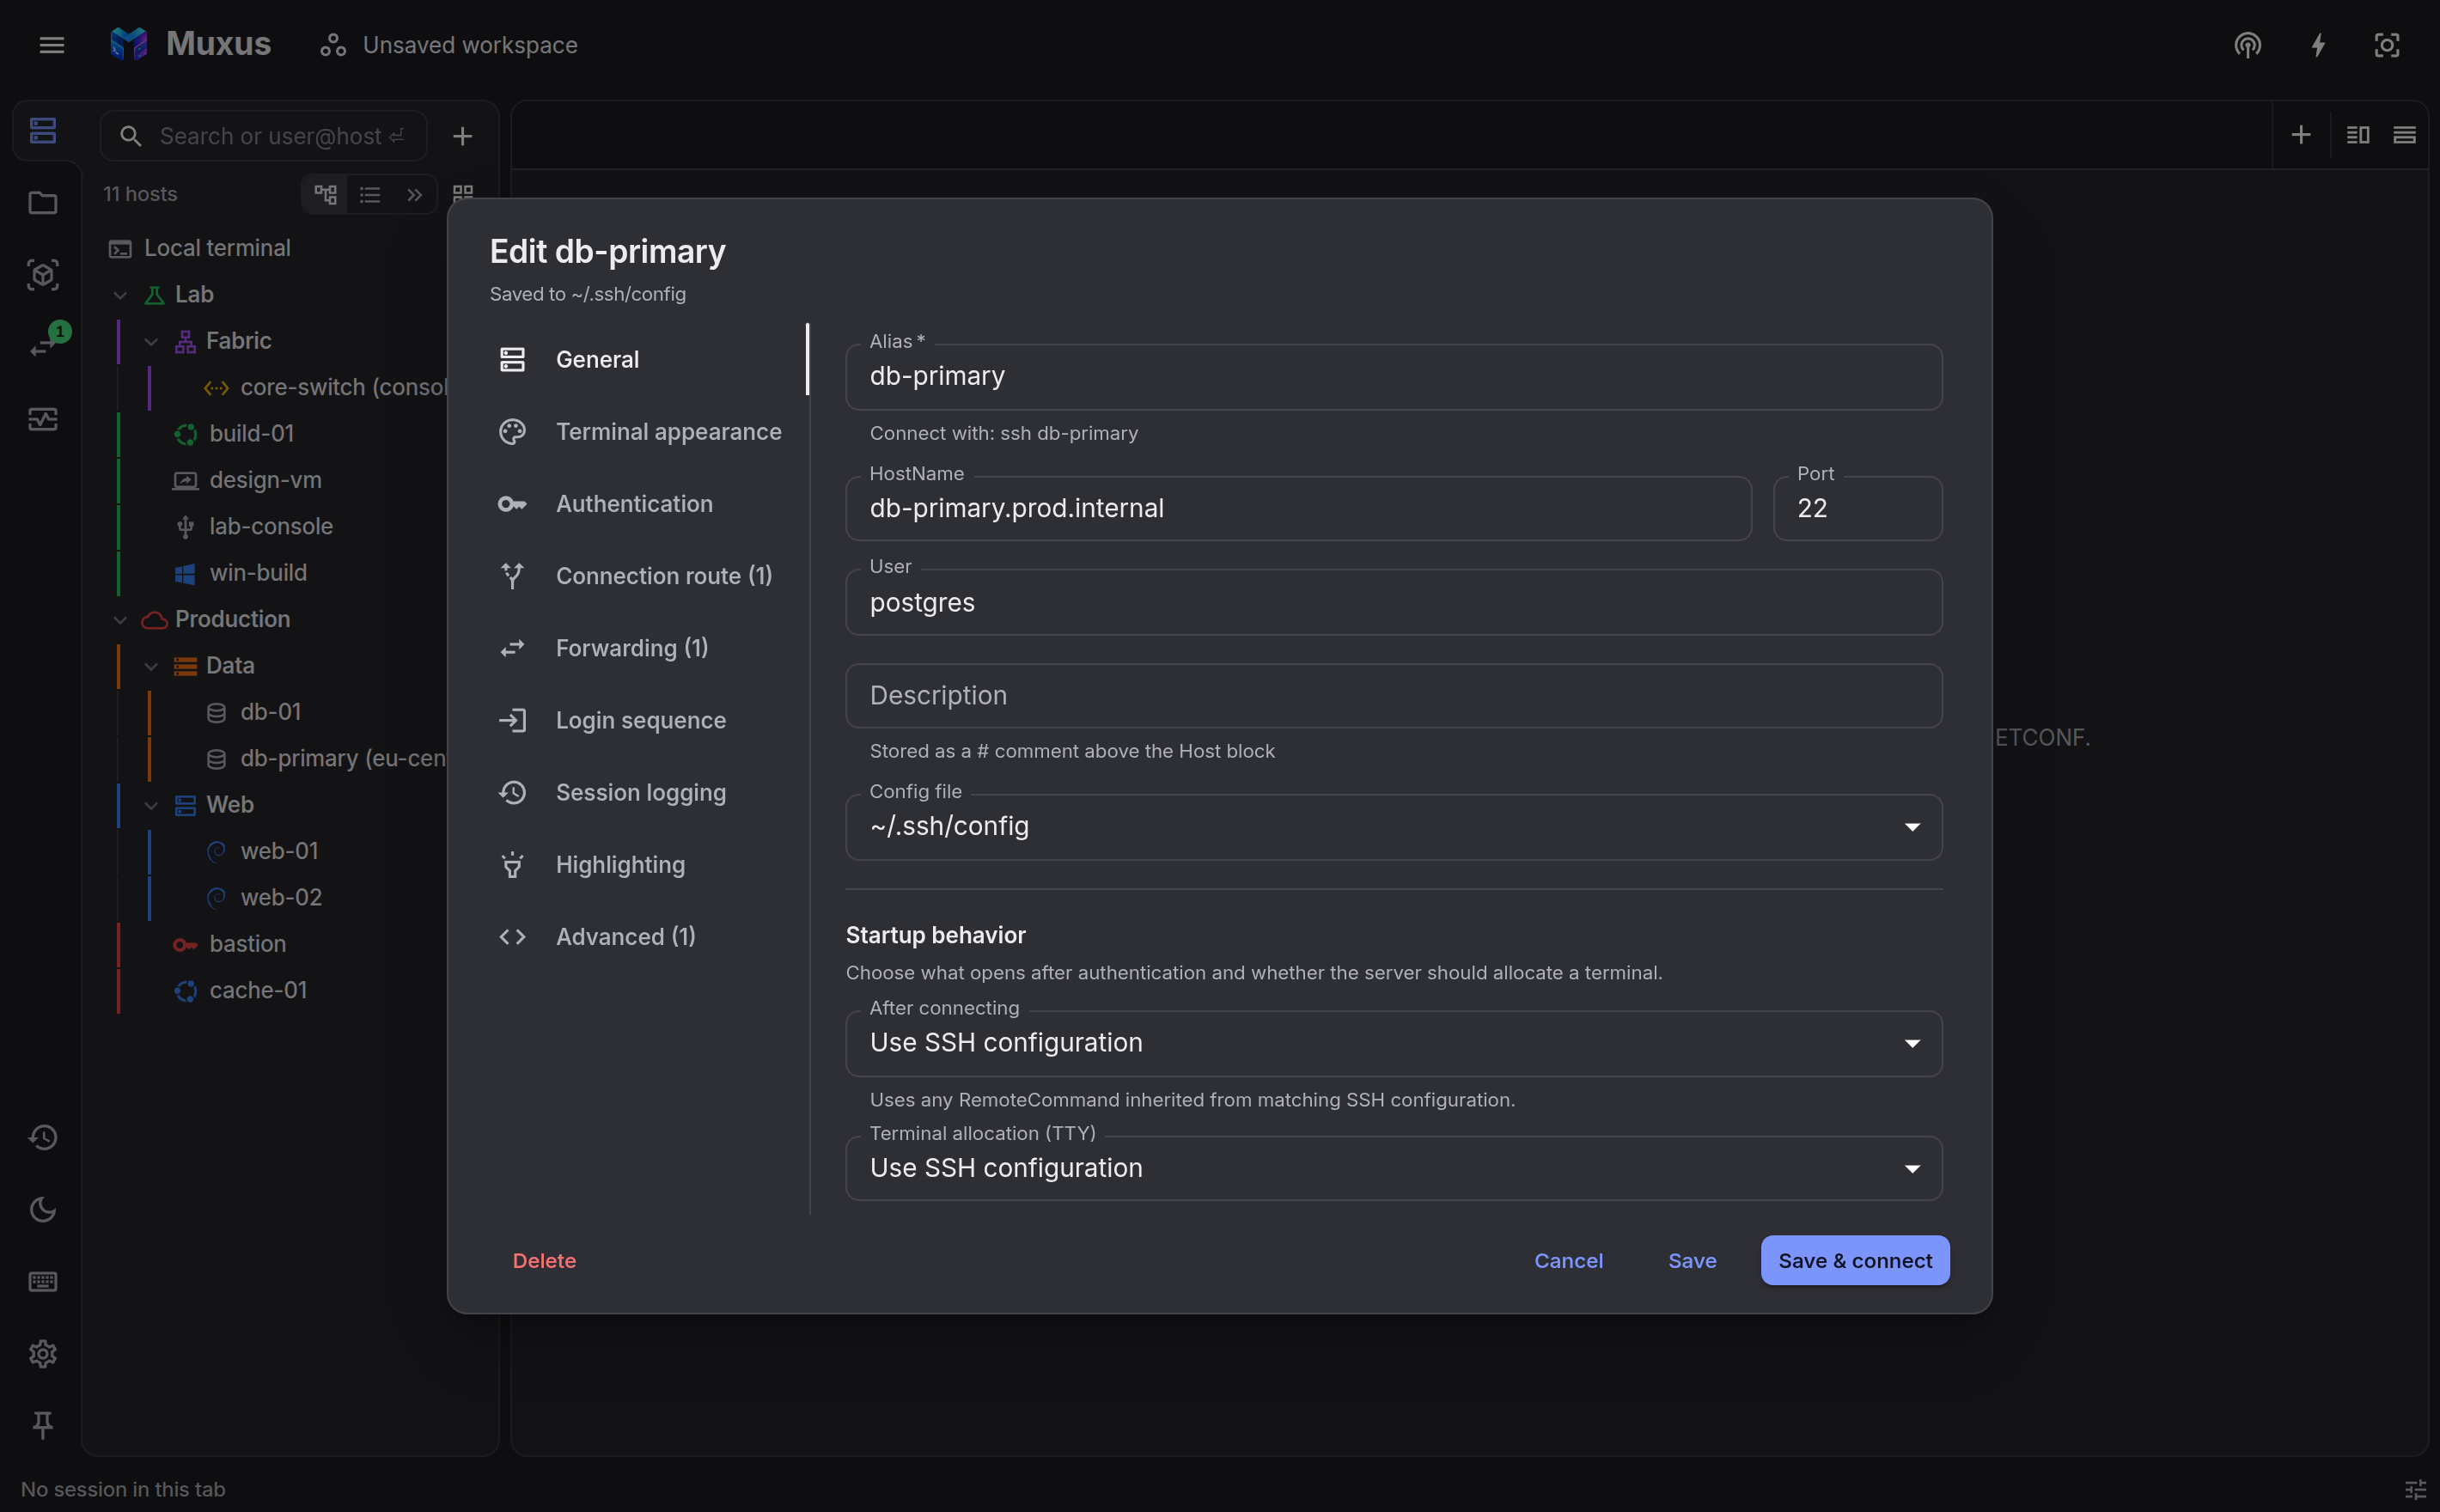 Muxus
Unsaved workspace
Search or user@host
11 hosts
Local terminal
Lab
Fabric
core-switch (consol
build-01
design-vm
lab-console
win-build
Production
Data
db-01
db-primary (eu-cen
Web
web-01
web-02
bastion
cache-01
1
No session in this tab
Edit db-primary
Saved to ~/.ssh/config
General
Terminal appearance
Authentication
Connection route (1)
Forwarding (1)
Login sequence
Session logging
Highlighting
Advanced (1)
Alias *
db-primary
Connect with: ssh db-primary
HostName
db-primary.prod.internal
Port
22
User
postgres
Description
Stored as a # comment above the Host block
Config file
~/.ssh/config
Startup behavior
Choose what opens after authentication and whether the server should allocate a terminal.
After connecting
Use SSH configuration
Uses any RemoteCommand inherited from matching SSH configuration.
Terminal allocation (TTY)
Use SSH configuration
Delete
Cancel
Save
Save & connect
ETCONF.